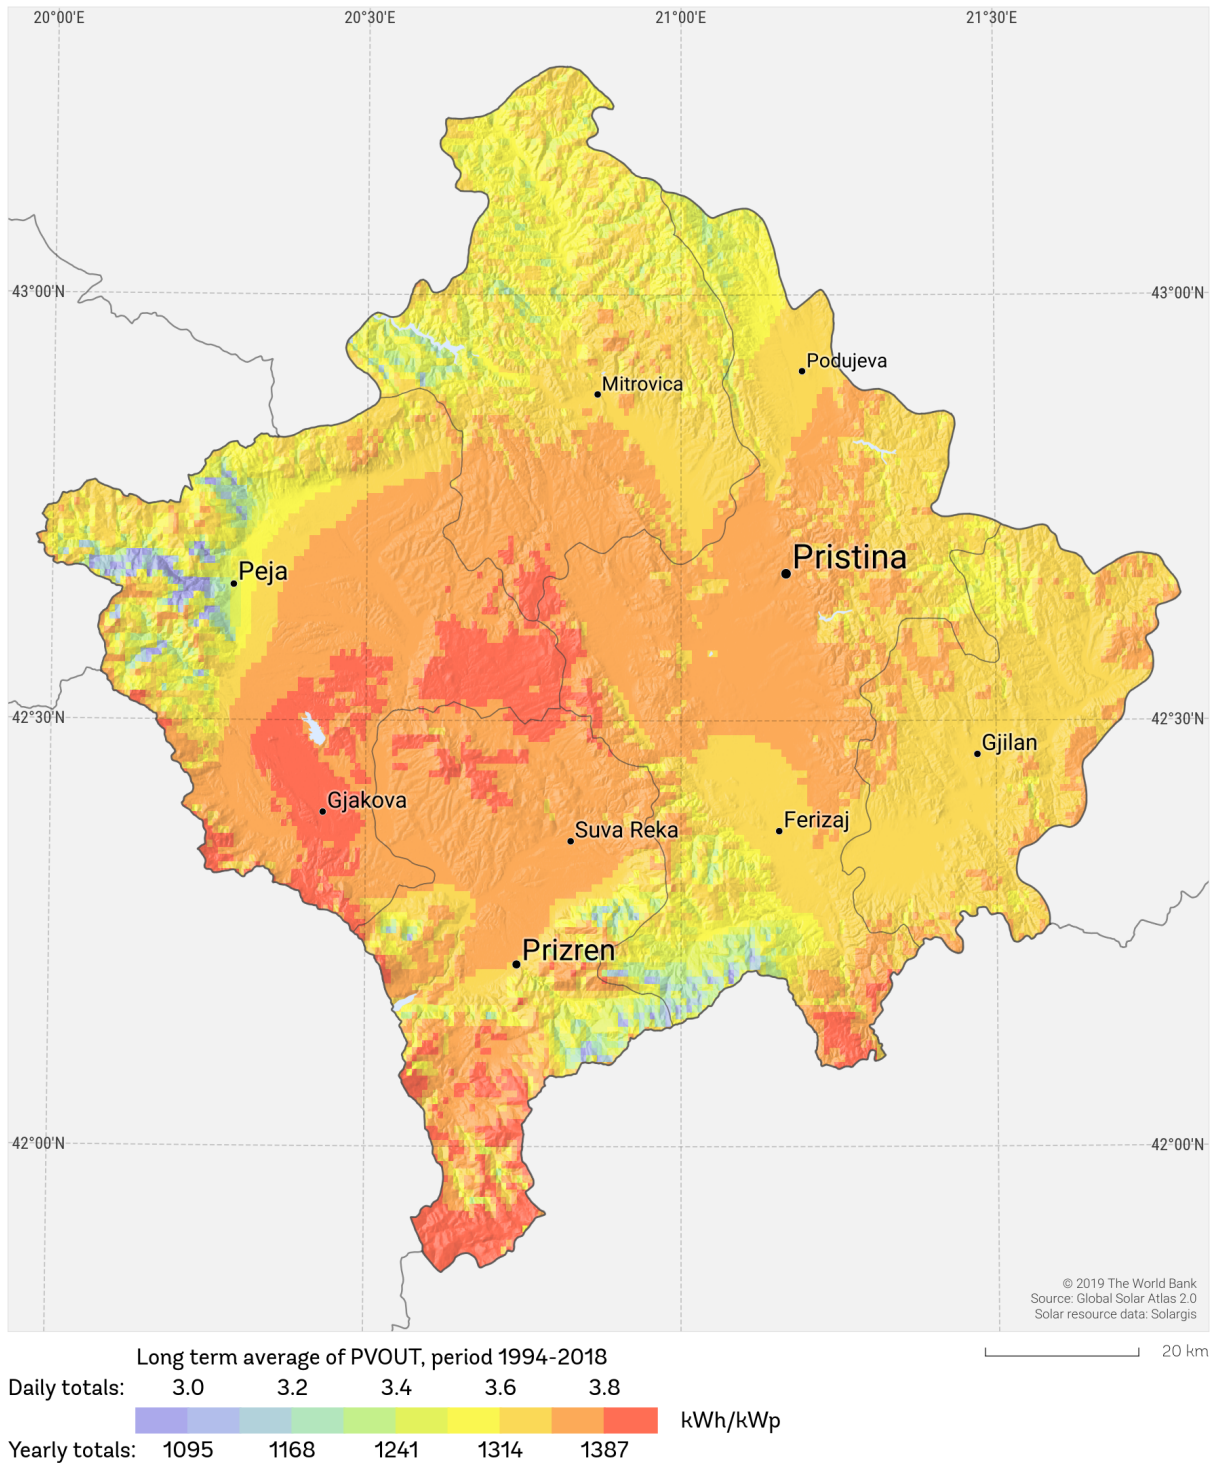 20°00'E 20°30'E 21°00'E 21°30'E
43°00'N 43°00'N
Podujeva
Mitrovica
Pristina
Peja
42°30'N 42°30'N
Gjilan
Gjakova
Ferizaj
Suva Reka
Prizren
42°00'N 42°00'N
© 2019 The World Bank
Source: Global Solar Atlas 2.0
Solar resource data: Solargis
Long term average of PVOUT, period 1994-2018
20 km
Daily totals: 3.0 3.2 3.4 3.6 3.8
kWh/kWp
Yearly totals: 1095 1168 1241 1314 1387